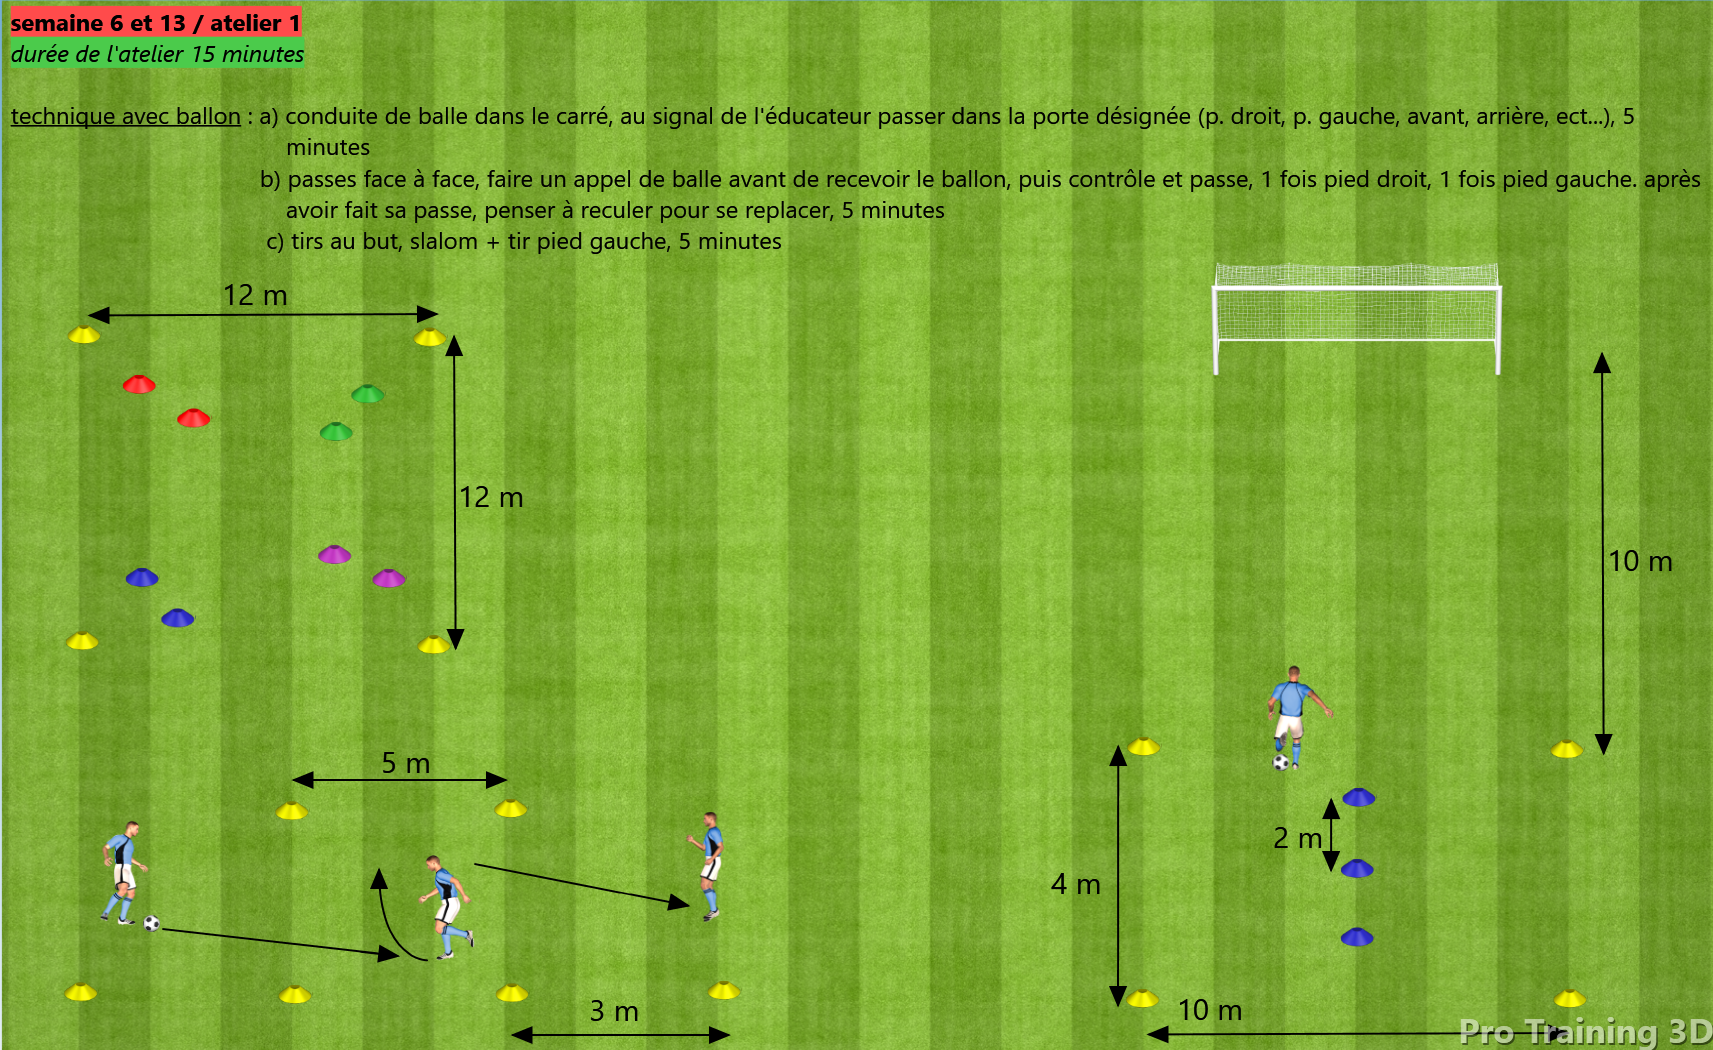 semaine 6 et 13 / atelier 1
durée de l'atelier 15 minutes
technique avec ballon : a) conduite de balle dans le carré, au signal de l'éducateur passer dans la porte désignée (p. droit, p. gauche, avant, arrière, ect...), 5
minutes
b) passes face à face, faire un appel de balle avant de recevoir le ballon, puis contrôle et passe, 1 fois pied droit, 1 fois pied gauche. après
avoir fait sa passe, penser à reculer pour se replacer, 5 minutes
c) tirs au but, slalom + tir pied gauche, 5 minutes
12 m
12 m
10 m
5 m
2 m
4 m
3 m
10 m
Pro Training 3D